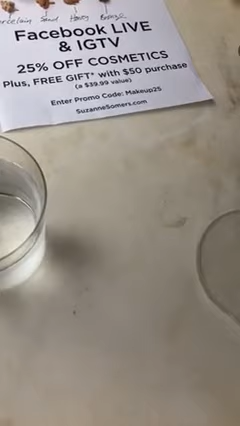 Porcelain Sand Honey Bronze
Facebook LIVE
& IGTV
25% OFF COSMETICS
Plus, FREE GIFT* with $50 purchase
(a $39.99 value)
Enter Promo Code: Makeup25
SuzanneSomers.com